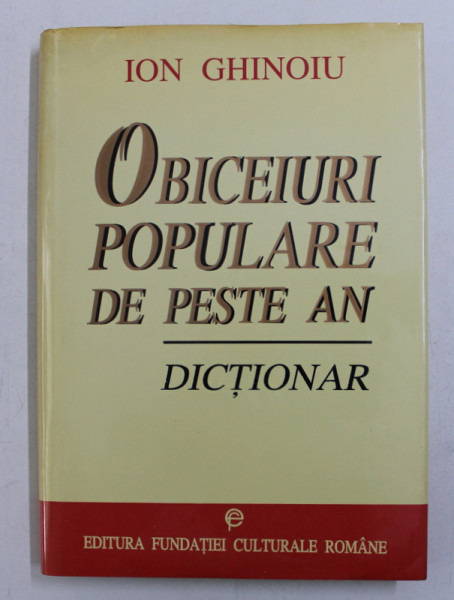 ION GHINOIU
OBICEIURI
POPULARE
DE PESTE AN
DICȚIONAR
EDITURA FUNDAȚIEI CULTURALE ROMÂNE